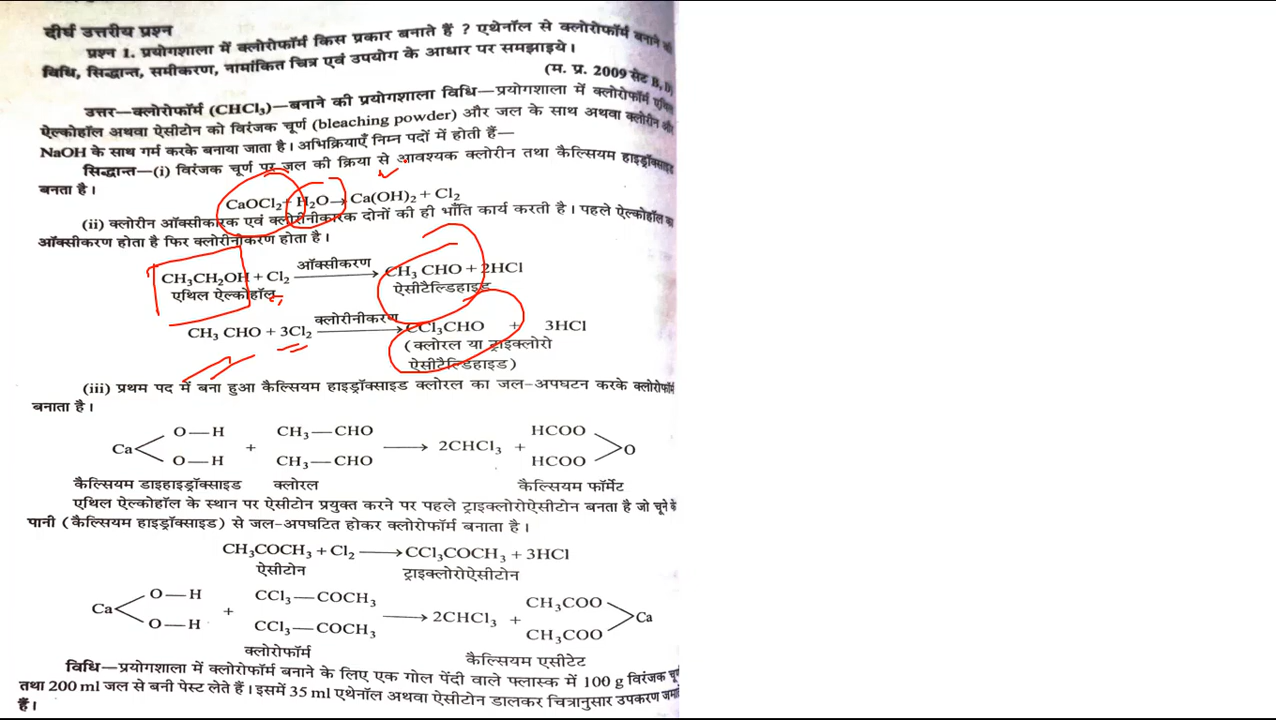 दीर्घ उत्तरीय प्रश्न
प्रश्न 1. प्रयोगशाला में क्लोरोफॉर्म किस प्रकार बनाते हैं ? एथेनॉल से क्लोरोफॉर्म बनाने की
विधि, सिद्धान्त, समीकरण, नामांकित चित्र एवं उपयोग के आधार पर समझाइये।
(म. प्र. 2009 सेट B, D)
उत्तर—क्लोरोफॉर्म (CHCl₃)—बनाने की प्रयोगशाला विधि—प्रयोगशाला में क्लोरोफॉर्म एथिल
ऐल्कोहॉल अथवा ऐसीटोन को विरंजक चूर्ण (bleaching powder) और जल के साथ अथवा क्लोरीन और
NaOH के साथ गर्म करके बनाया जाता है। अभिक्रियाएँ निम्न पदों में होती हैं—
सिद्धान्त—(i) विरंजक चूर्ण पर जल की क्रिया से आवश्यक क्लोरीन तथा कैल्सियम हाइड्रॉक्साइड
बनता है।
CaOCl₂ + H₂O → Ca(OH)₂ + Cl₂
(ii) क्लोरीन ऑक्सीकारक एवं क्लोरीनीकारक दोनों की ही भाँति कार्य करती है। पहले ऐल्कोहॉल का
ऑक्सीकरण होता है फिर क्लोरीनीकरण होता है।
CH₃CH₂OH + Cl₂ ऑक्सीकरण → CH₃ CHO + 2HCl
एथिल ऐल्कोहॉल ऐसीटैल्डिहाइड
CH₃ CHO + 3Cl₂ क्लोरीनीकरण → CCl₃CHO + 3HCl
(क्लोरल या ट्राइक्लोरो
ऐसीटैल्डिहाइड)
(iii) प्रथम पद में बना हुआ कैल्सियम हाइड्रॉक्साइड क्लोरल का जल-अपघटन करके क्लोरोफॉर्म
बनाता है।
O—H CH₃—CHO HCOO
Ca + → 2CHCl₃ + O
O—H CH₃—CHO HCOO
कैल्सियम डाइहाइड्रॉक्साइड क्लोरल कैल्सियम फॉर्मेट
एथिल ऐल्कोहॉल के स्थान पर ऐसीटोन प्रयुक्त करने पर पहले ट्राइक्लोरोऐसीटोन बनता है जो चूने के
पानी (कैल्सियम हाइड्रॉक्साइड) से जल-अपघटित होकर क्लोरोफॉर्म बनाता है।
CH₃COCH₃ + Cl₂ → CCl₃COCH₃ + 3HCl
ऐसीटोन ट्राइक्लोरोऐसीटोन
O—H CCl₃—COCH₃ CH₃COO
Ca + → 2CHCl₃ + Ca
O—H CCl₃—COCH₃ CH₃COO
क्लोरोफॉर्म कैल्सियम एसीटेट
विधि—प्रयोगशाला में क्लोरोफॉर्म बनाने के लिए एक गोल पेंदी वाले फ्लास्क में 100 g विरंजक चूर्ण
तथा 200 ml जल से बनी पेस्ट लेते हैं। इसमें 35 ml एथेनॉल अथवा ऐसीटोन डालकर चित्रानुसार उपकरण जमाते
हैं।